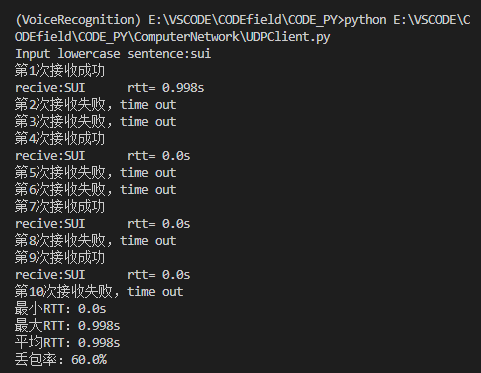 (VoiceRecognition) E:\VSCODE\CODEfield\CODE_PY>python E:\VSCODE\C
ODEfield\CODE_PY\ComputerNetwork\UDPClient.py
Input lowercase sentence:sui
第1次接收成功
recive:SUI rtt= 0.998s
第2次接收失败，time out
第3次接收失败，time out
第4次接收成功
recive:SUI rtt= 0.0s
第5次接收失败，time out
第6次接收失败，time out
第7次接收成功
recive:SUI rtt= 0.0s
第8次接收失败，time out
第9次接收成功
recive:SUI rtt= 0.0s
第10次接收失败，time out
最小RTT：0.0s
最大RTT：0.998s
平均RTT：0.998s
丢包率：60.0%